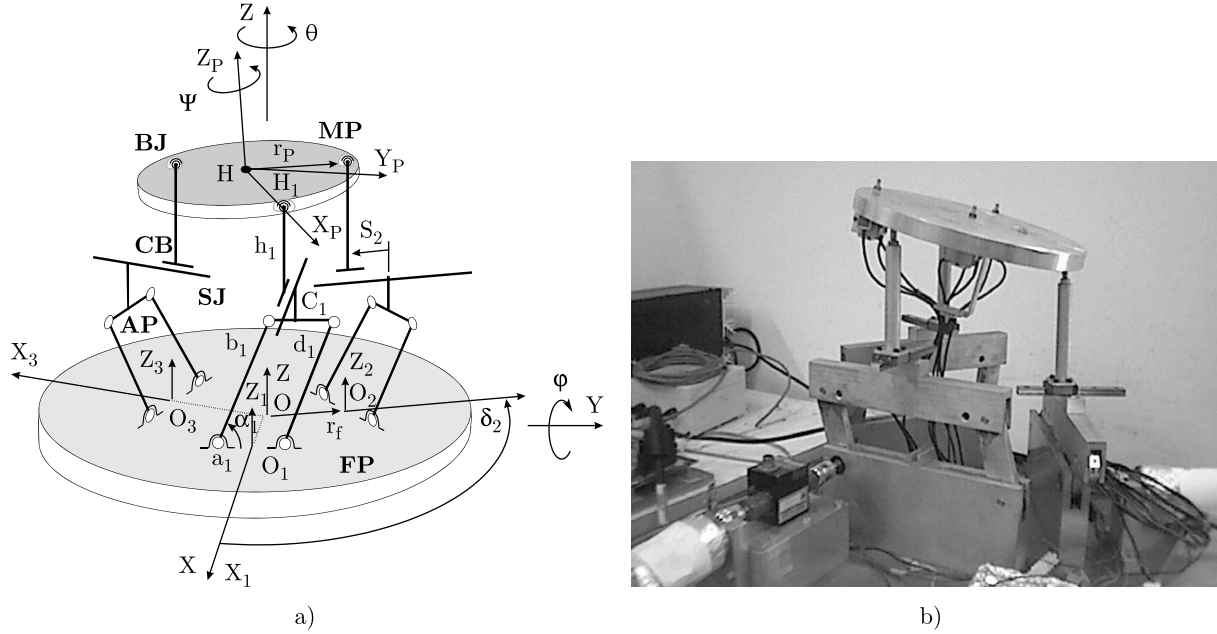 Z
θ
Z_P
Ψ
BJ
MP
r_P
Y_P
H
H_1
X_P
S_2
CB
h_1
SJ
C_1
AP
b_1
d_1
X_3
Z_3
Z_2
Z
Z_1
O_3
O
O_2
α_1
r_f
δ_2
φ
Y
a_1
O_1
FP
X
X_1
a)
b)